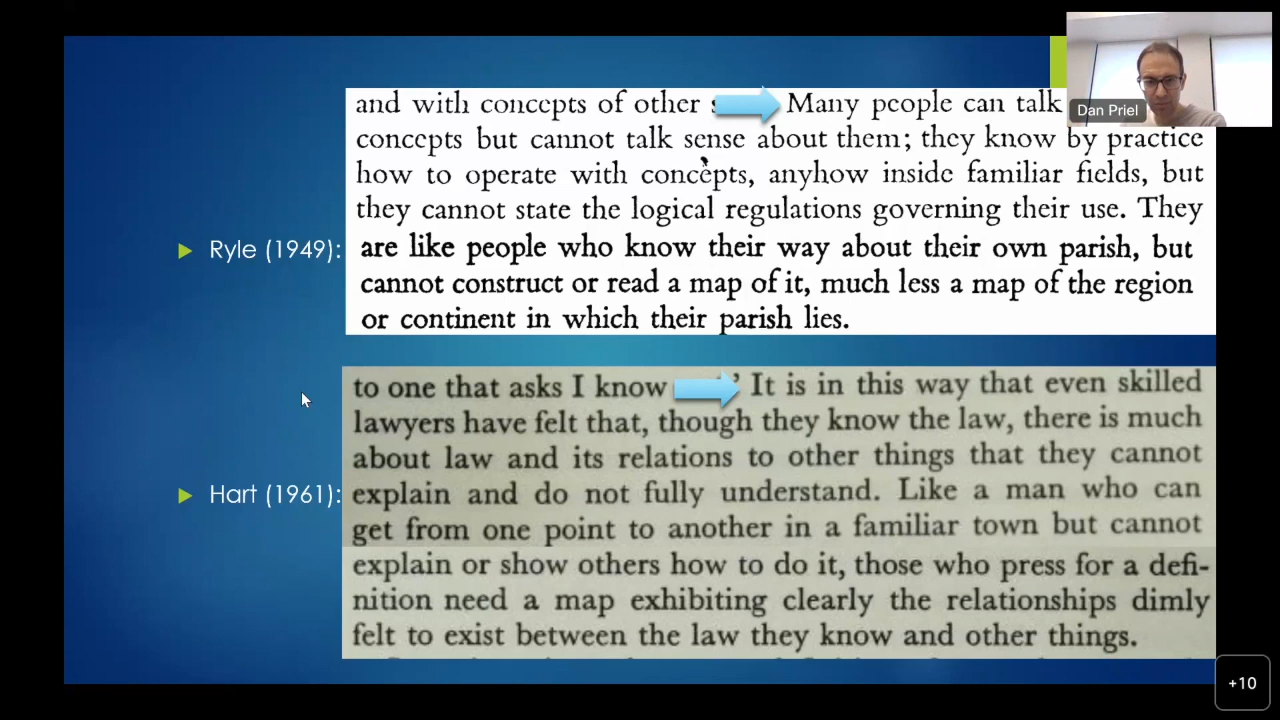 Dan Priel
and with concepts of other Many people can talk
concepts but cannot talk sense about them; they know by practice
how to operate with concepts, anyhow inside familiar fields, but
they cannot state the logical regulations governing their use. They
Ryle (1949):
are like people who know their way about their own parish, but
cannot construct or read a map of it, much less a map of the region
or continent in which their parish lies.
to one that asks I know ’ It is in this way that even skilled
lawyers have felt that, though they know the law, there is much
about law and its relations to other things that they cannot
Hart (1961):
explain and do not fully understand. Like a man who can
get from one point to another in a familiar town but cannot
explain or show others how to do it, those who press for a defi-
nition need a map exhibiting clearly the relationships dimly
felt to exist between the law they know and other things.
+10